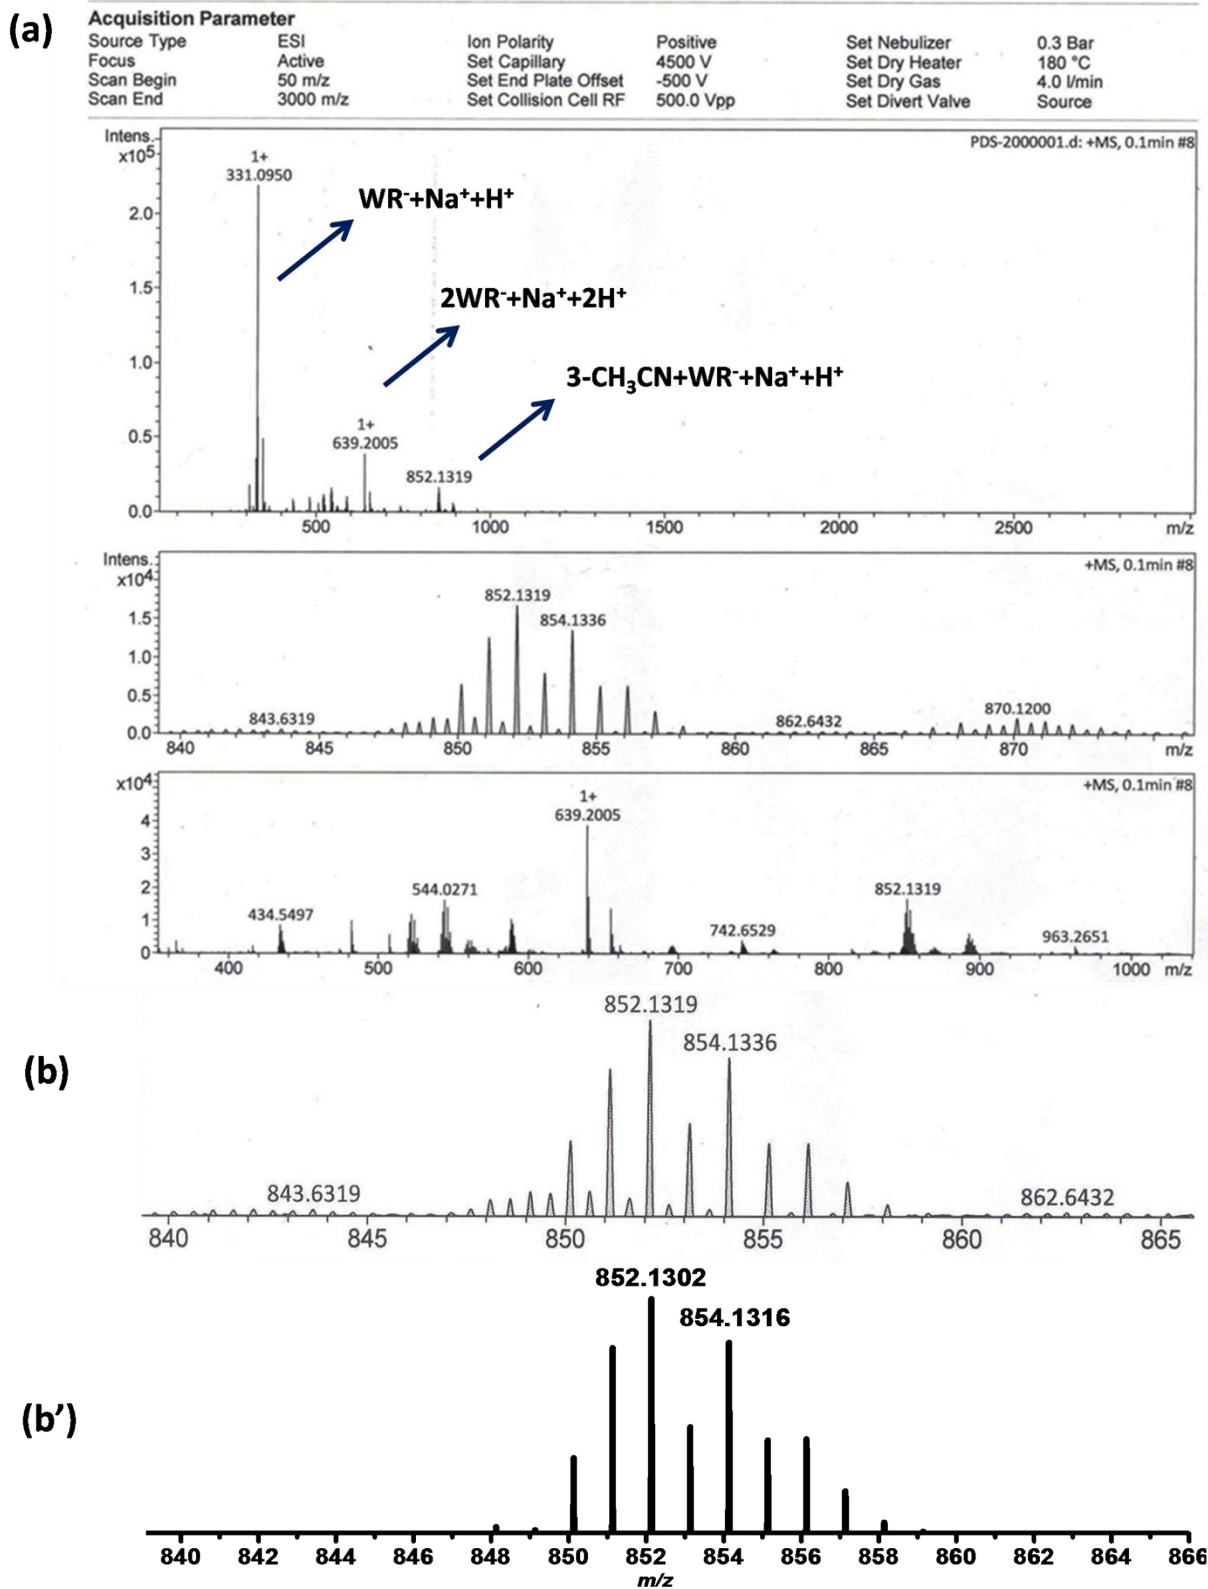 (a)
Acquisition Parameter
Source Type ESI Ion Polarity Positive Set Nebulizer 0.3 Bar
Focus Active Set Capillary 4500 V Set Dry Heater 180 °C
Scan Begin 50 m/z Set End Plate Offset -500 V Set Dry Gas 4.0 l/min
Scan End 3000 m/z Set Collision Cell RF 500.0 Vpp Set Divert Valve Source
Intens.
x10⁵
PDS-2000001.d: +MS, 0.1min #8
1+
331.0950
WR⁻+Na⁺+H⁺
2.0
2WR⁻+Na⁺+2H⁺
1.5
1.0
3-CH₃CN+WR⁻+Na⁺+H⁺
1+
639.2005
0.5
852.1319
0.0
500 1000 1500 2000 2500 m/z
Intens.
x10⁴
+MS, 0.1min #8
852.1319
854.1336
1.5
1.0
0.5
843.6319 862.6432 870.1200
0.0
840 845 850 855 860 865 870 m/z
x10⁴
+MS, 0.1min #8
1+
639.2005
4
3
2
544.0271 852.1319
434.5497
1
742.6529 963.2651
0
400 500 600 700 800 900 1000 m/z
(b)
852.1319
854.1336
843.6319 862.6432
840 845 850 855 860 865
(b’)
852.1302
854.1316
840 842 844 846 848 850 852 854 856 858 860 862 864 866
m/z